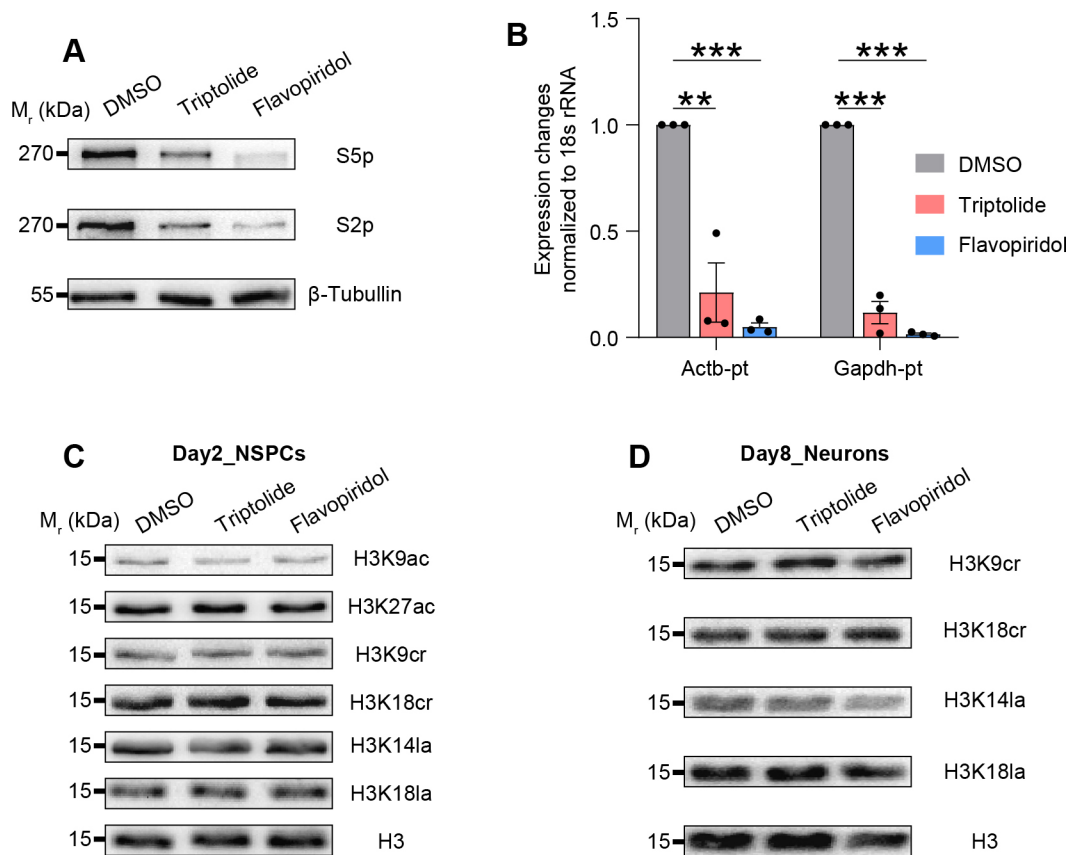 A
DMSO
Triptolide
Flavopiridol
Mr (kDa)
270
S5p
270
S2p
55
β-Tubullin
B
Expression changes
normalized to 18s rRNA
1.5
1.0
0.5
0.0
***
**
***
***
Actb-pt
Gapdh-pt
DMSO
Triptolide
Flavopiridol
C
Day2_NSPCs
DMSO
Triptolide
Flavopiridol
Mr (kDa)
15
H3K9ac
15
H3K27ac
15
H3K9cr
15
H3K18cr
15
H3K14la
15
H3K18la
15
H3
D
Day8_Neurons
DMSO
Triptolide
Flavopiridol
Mr (kDa)
15
H3K9cr
15
H3K18cr
15
H3K14la
15
H3K18la
15
H3